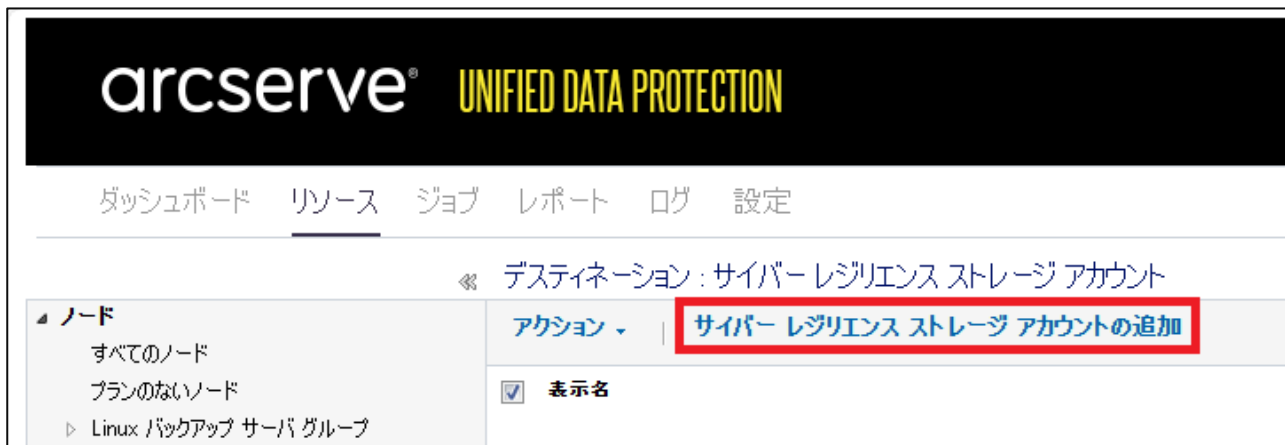 arcserve® UNIFIED DATA PROTECTION
ダッシュボード リソース ジョブ レポート ログ 設定
« デスティネーション : サイバー レジリエンス ストレージ アカウント
ノード
アクション | サイバー レジリエンス ストレージ アカウントの追加
すべてのノード
プランのないノード
表示名
Linux バックアップ サーバ グループ